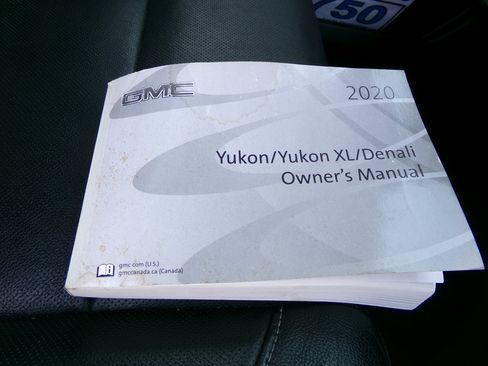 /50
GMC
2020
Yukon/Yukon XL/Denali
Owner's Manual
gmc.com (U.S.)
gmccanada.ca (Canada)